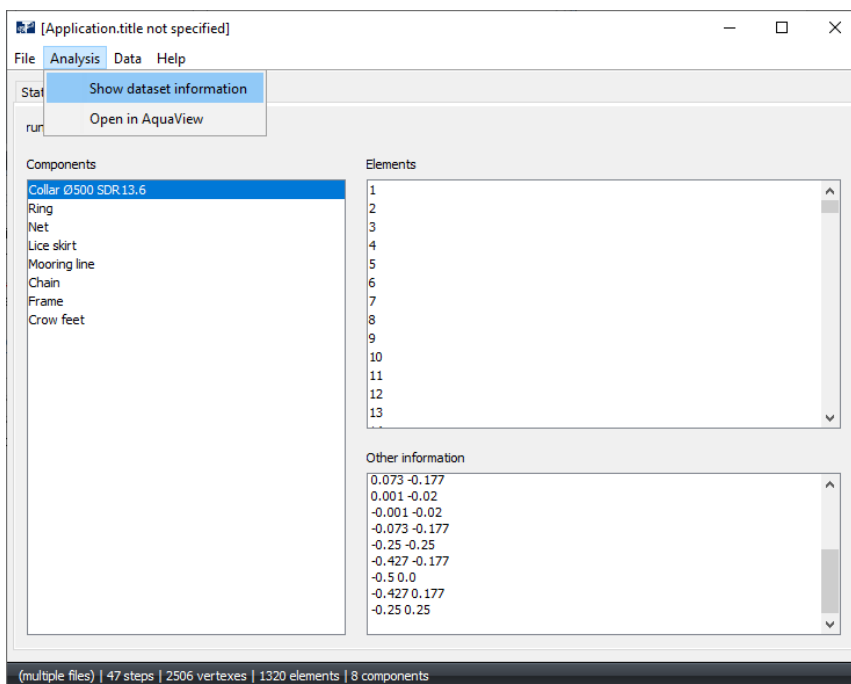 [Application.title not specified]
File Analysis Data Help
Show dataset information
Open in AquaView
Components
Collar Ø500 SDR13.6
Ring
Net
Lice skirt
Mooring line
Chain
Frame
Crow feet
Elements
1
2
3
4
5
6
7
8
9
10
11
12
13
Other information
0.073 -0.177
0.001 -0.02
-0.001 -0.02
-0.073 -0.177
-0.25 -0.25
-0.427 -0.177
-0.5 0.0
-0.427 0.177
-0.25 0.25
(multiple files) | 47 steps | 2506 vertexes | 1320 elements | 8 components